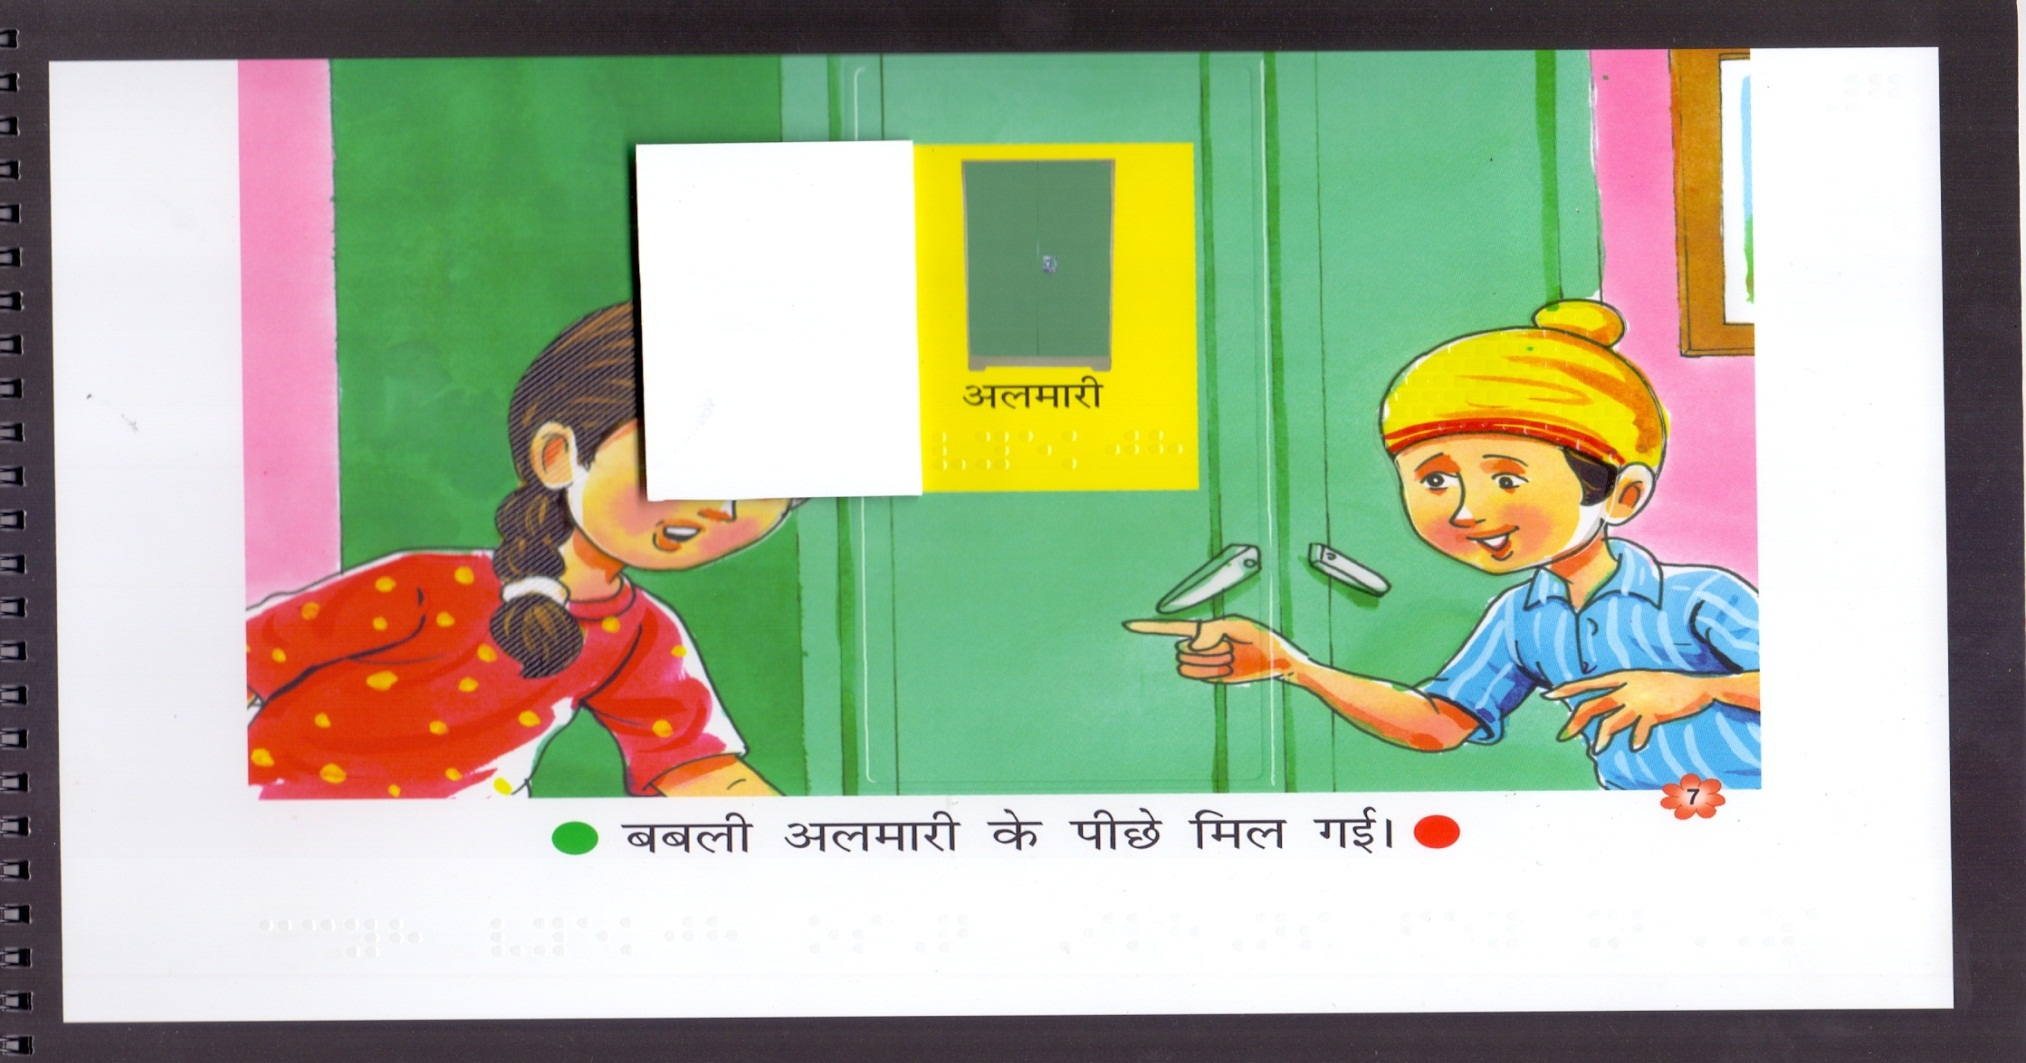 अलमारी
7
बबली अलमारी के पीछे मिल गई।